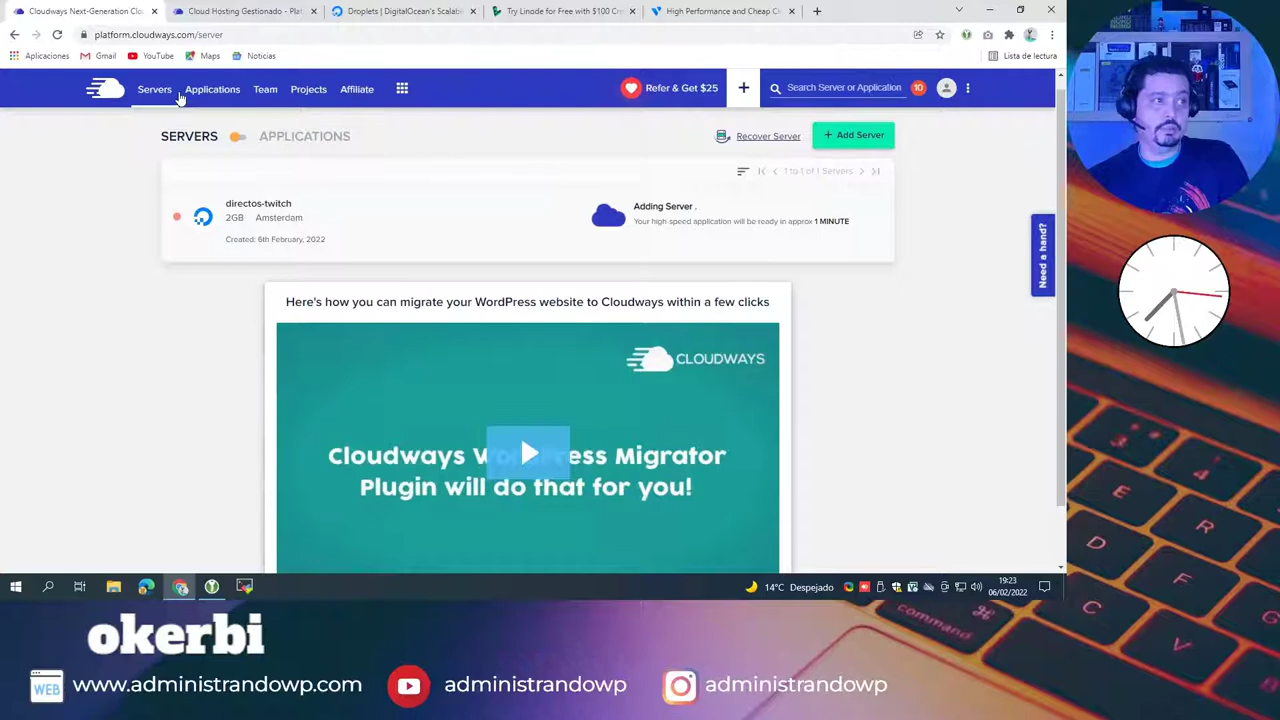 Cloudways Next-Generation Clo
Cloud Hosting Gestionado - Plat
Droplets | DigitalOcean's Scalab
Try Linode for Free with $100 Cr
High Performance and Cheap Clo
platform.cloudways.com/server
Aplicaciones
Gmail
YouTube
Maps
Noticias
Lista de lectura
Servers
Applications
Team
Projects
Affiliate
Refer & Get $25
Search Server or Application
10
SERVERS
APPLICATIONS
Recover Server
+ Add Server
1 to 1 of 1 Servers
directos-twitch
2GB Amsterdam
Created: 6th February, 2022
Adding Server .
Your high-speed application will be ready in approx 1 MINUTE
Need a hand?
Here's how you can migrate your WordPress website to Cloudways within a few clicks
CLOUDWAYS
Cloudways WordPress Migrator
Plugin will do that for you!
14°C Despejado
19:23
06/02/2022
okerbi
WEB
www.administrandowp.com
administrandowp
administrandowp
command
E
R
D
F
G
C
V